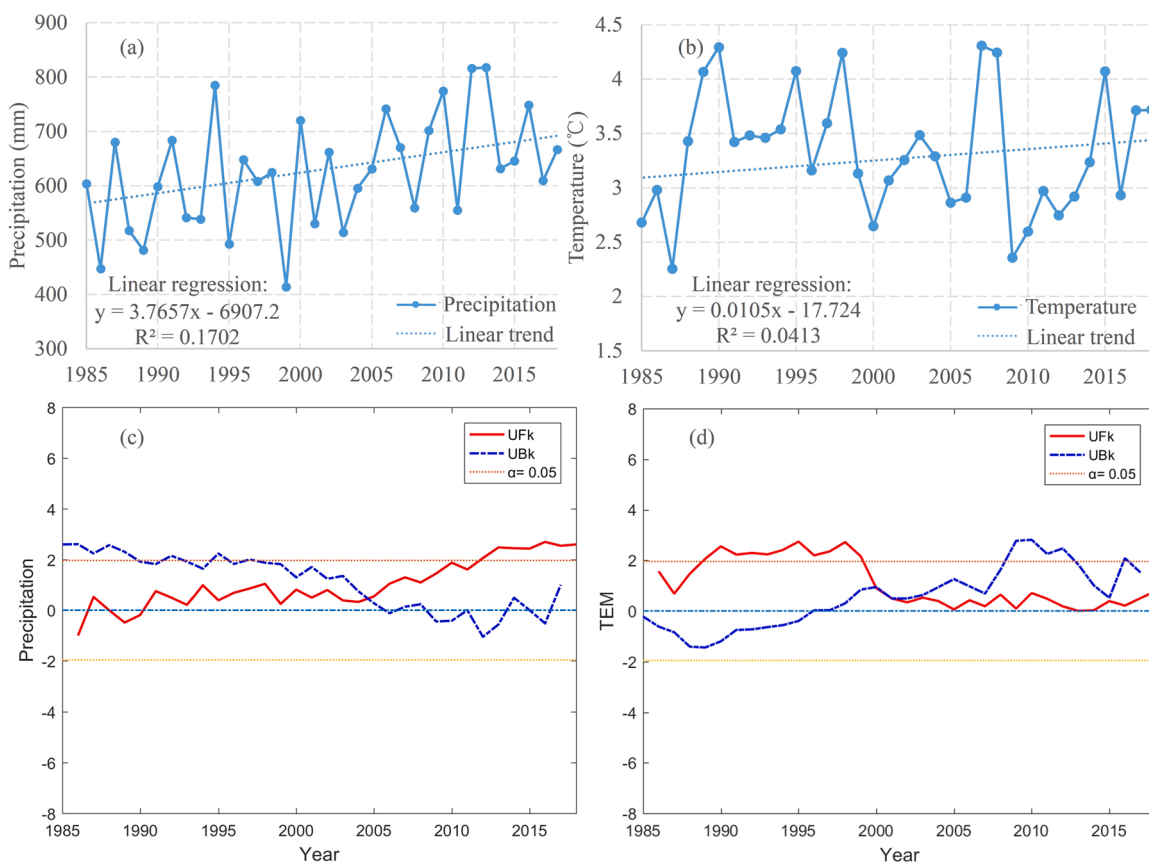 (a)
900
800
700
600
500
400
300
Precipitation (mm)
Linear regression:
y = 3.7657x - 6907.2
R² = 0.1702
Precipitation
Linear trend
1985 1990 1995 2000 2005 2010 2015
(b)
4.5
4
3.5
3
2.5
2
1.5
Temperature (℃)
Linear regression:
y = 0.0105x - 17.724
R² = 0.0413
Temperature
Linear trend
1985 1990 1995 2000 2005 2010 2015
(c)
8
6
4
2
0
-2
-4
-6
-8
Precipitation
UFk
UBk
α= 0.05
1985 1990 1995 2000 2005 2010 2015
Year
(d)
8
6
4
2
0
-2
-4
-6
-8
TEM
UFk
UBk
α= 0.05
1985 1990 1995 2000 2005 2010 2015
Year